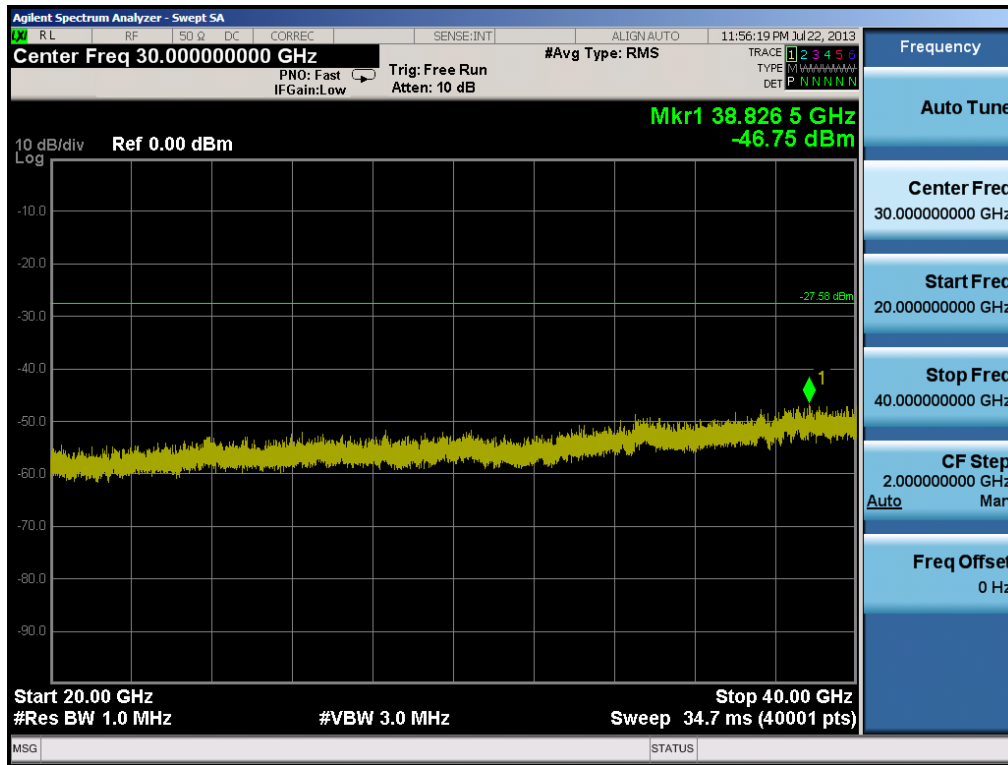 Agilent Spectrum Analyzer - Swept SA
LXI RL RF 50 Ω DC CORREC SENSE:INT ALIGNAUTO 11:56:19 PM Jul 22, 2013
Center Freq 30.000000000 GHz
PNO: Fast
IFGain:Low
Trig: Free Run
Atten: 10 dB
#Avg Type: RMS
TRACE 1 2 3 4 5 6
TYPE M W W W W W
DET P N N N N N
Mkr1 38.826 5 GHz
-46.75 dBm
10 dB/div Ref 0.00 dBm
Log
-10.0
-20.0
-27.58 dBm
-30.0
-40.0
1
-50.0
-60.0
-70.0
-80.0
-90.0
Start 20.00 GHz Stop 40.00 GHz
#Res BW 1.0 MHz #VBW 3.0 MHz Sweep 34.7 ms (40001 pts)
MSG STATUS
Frequency
Auto Tune
Center Freq
30.000000000 GHz
Start Freq
20.000000000 GHz
Stop Freq
40.000000000 GHz
CF Step
2.000000000 GHz
Auto Man
Freq Offset
0 Hz